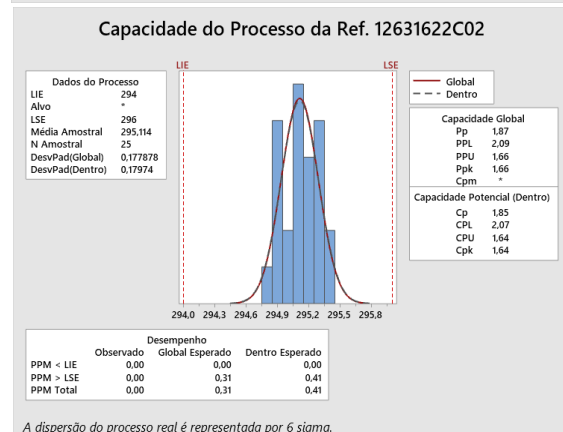 Capacidade do Processo da Ref. 12631622C02
LIE LSE
Dados do Processo
LIE 294
Alvo *
LSE 296
Média Amostral 295,114
N Amostral 25
DesvPad(Global) 0,177878
DesvPad(Dentro) 0,17974
Global
Dentro
Capacidade Global
Pp 1,87
PPL 2,09
PPU 1,66
Ppk 1,66
Cpm *
Capacidade Potencial (Dentro)
Cp 1,85
CPL 2,07
CPU 1,64
Cpk 1,64
294,0 294,3 294,6 294,9 295,2 295,5 295,8
Desempenho
Observado Global Esperado Dentro Esperado
PPM < LIE 0,00 0,00 0,00
PPM > LSE 0,00 0,31 0,41
PPM Total 0,00 0,31 0,41
A dispersão do processo real é representada por 6 sigma.